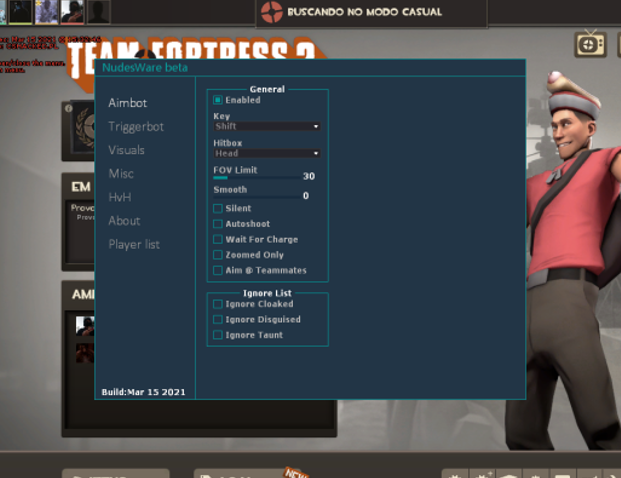 BUSCANDO NO MODO CASUAL
TEAM FORTRESS 2
NudesWare beta
Aimbot
Triggerbot
Visuals
Misc
HvH
About
Player list
Build:Mar 15 2021
General
Enabled
Key
Shift
Hitbox
Head
FOV Limit
30
Smooth
0
Silent
Autoshoot
Wait For Charge
Zoomed Only
Aim @ Teammates
Ignore List
Ignore Cloaked
Ignore Disguised
Ignore Taunt
EM
AMI
NEW